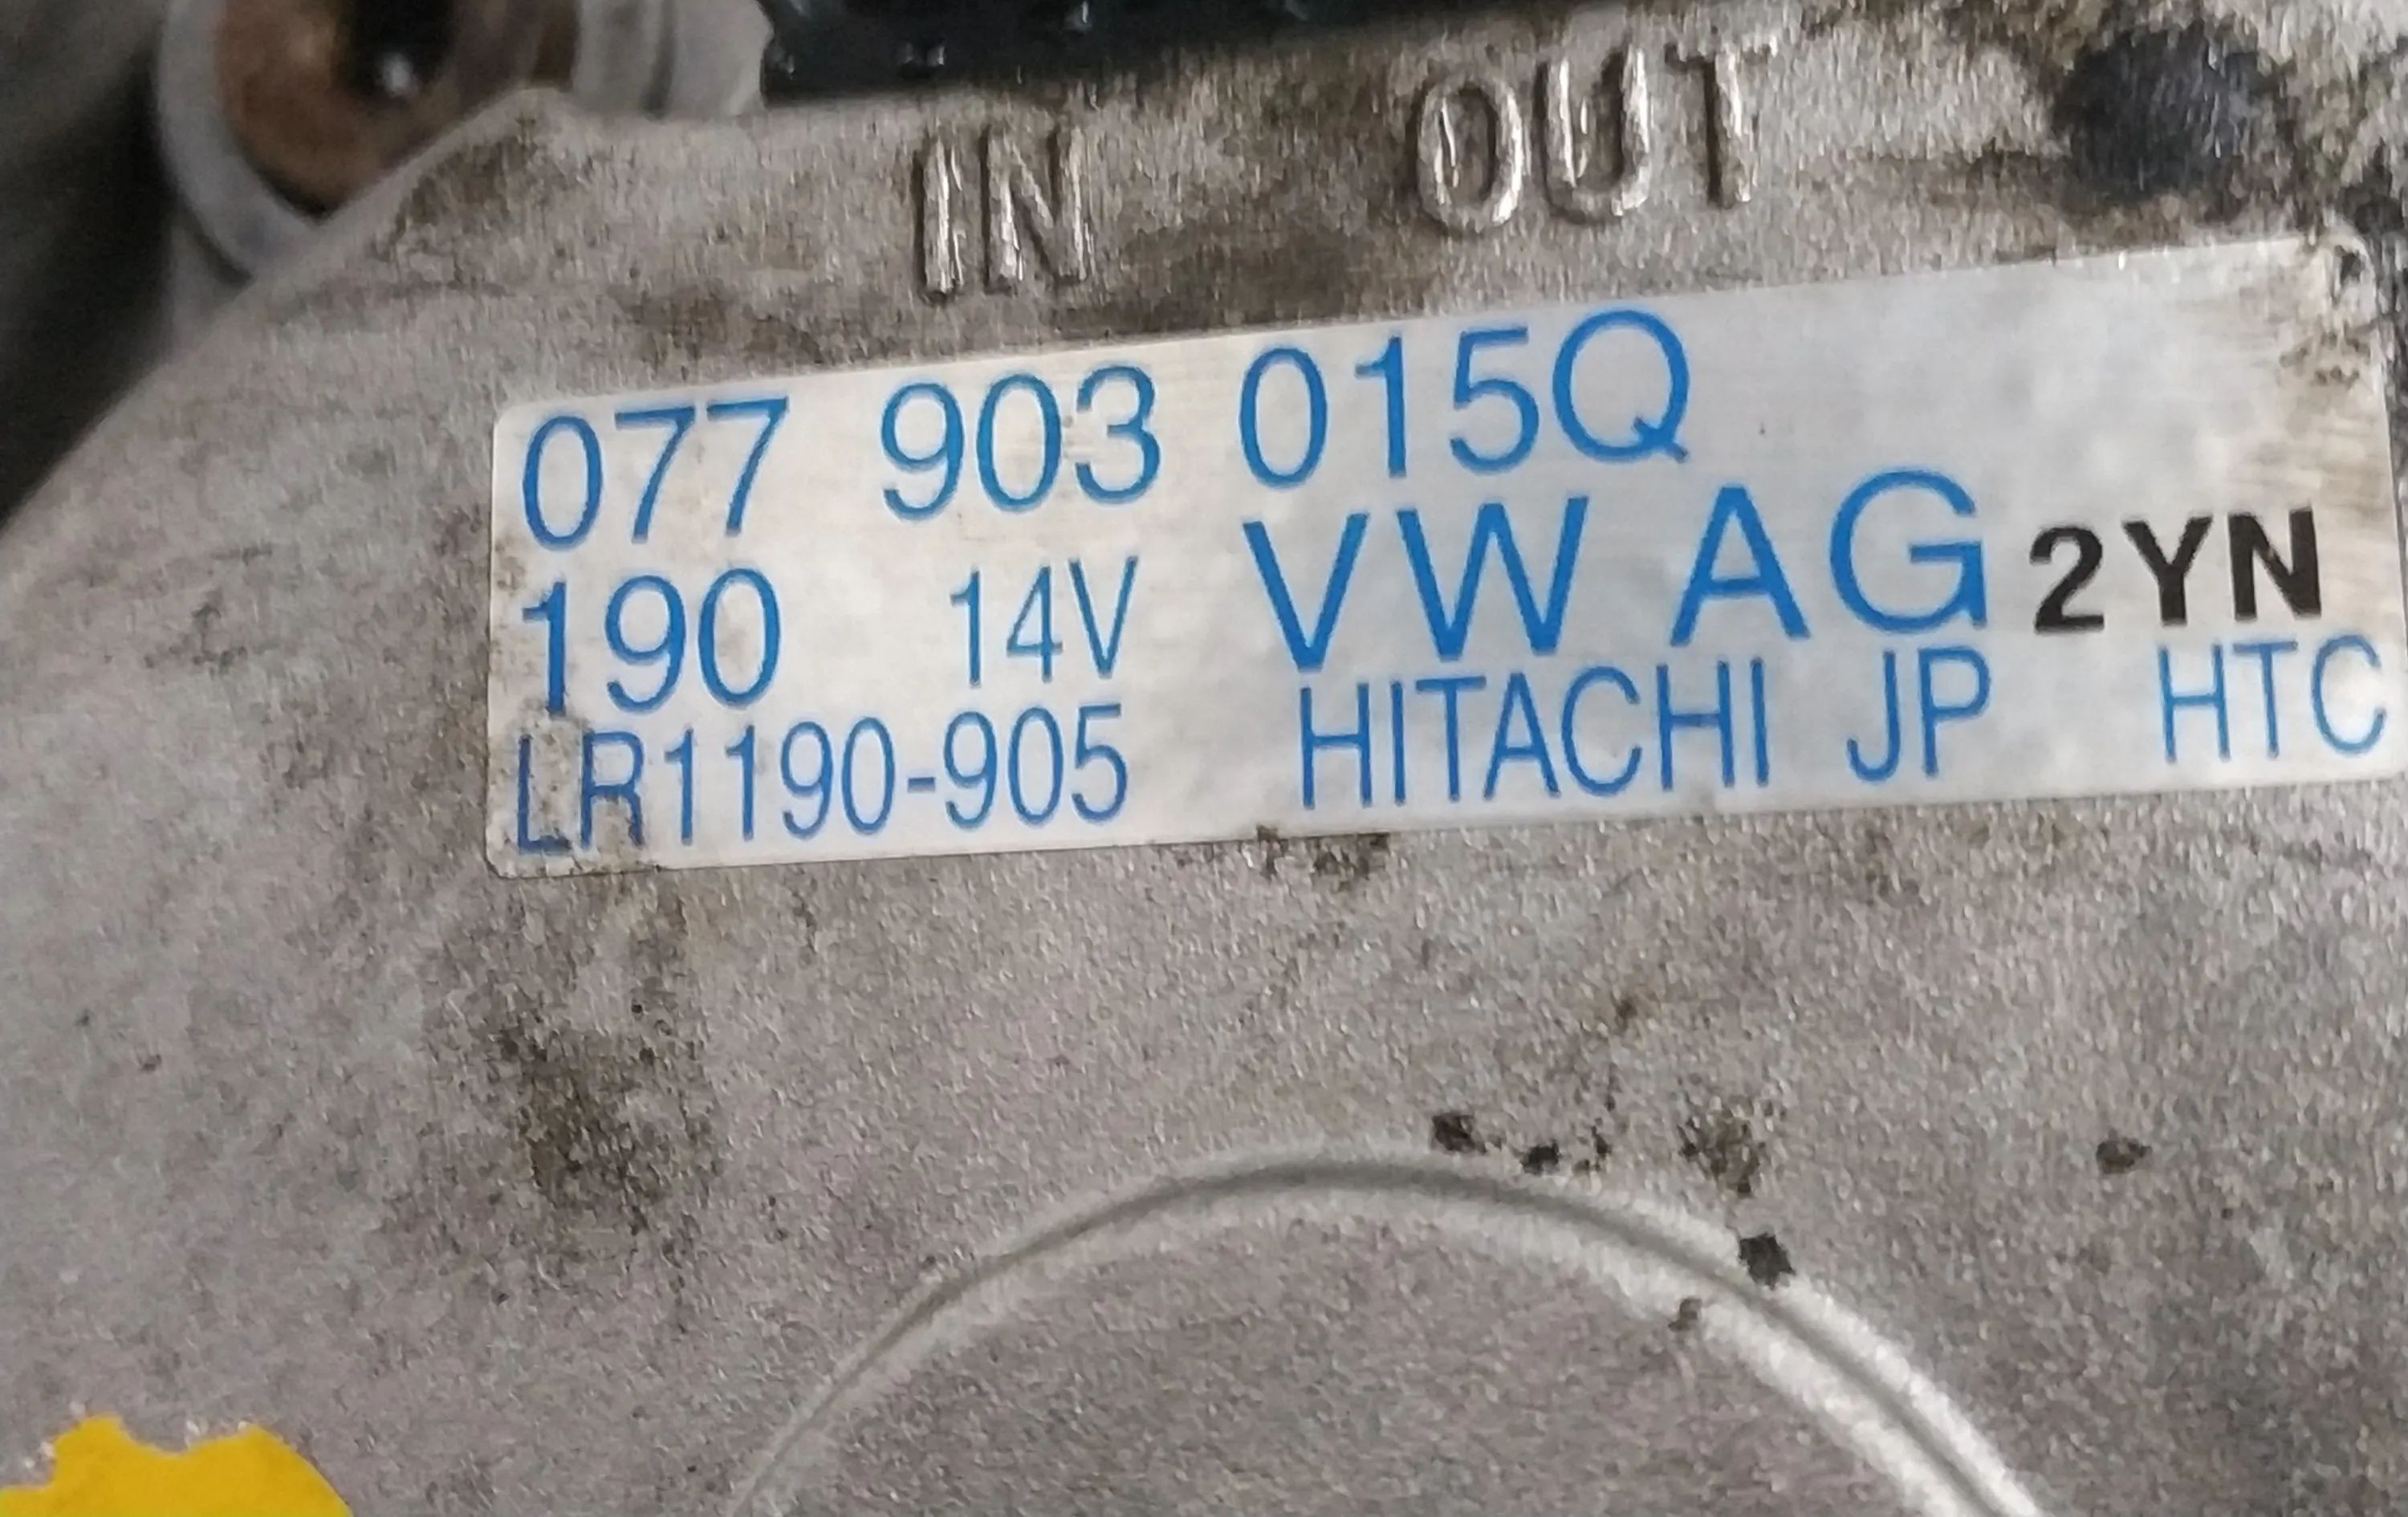 IN OUT
077 903 015Q
190 14V VW AG 2YN
LR1190-905 HITACHI JP HTC